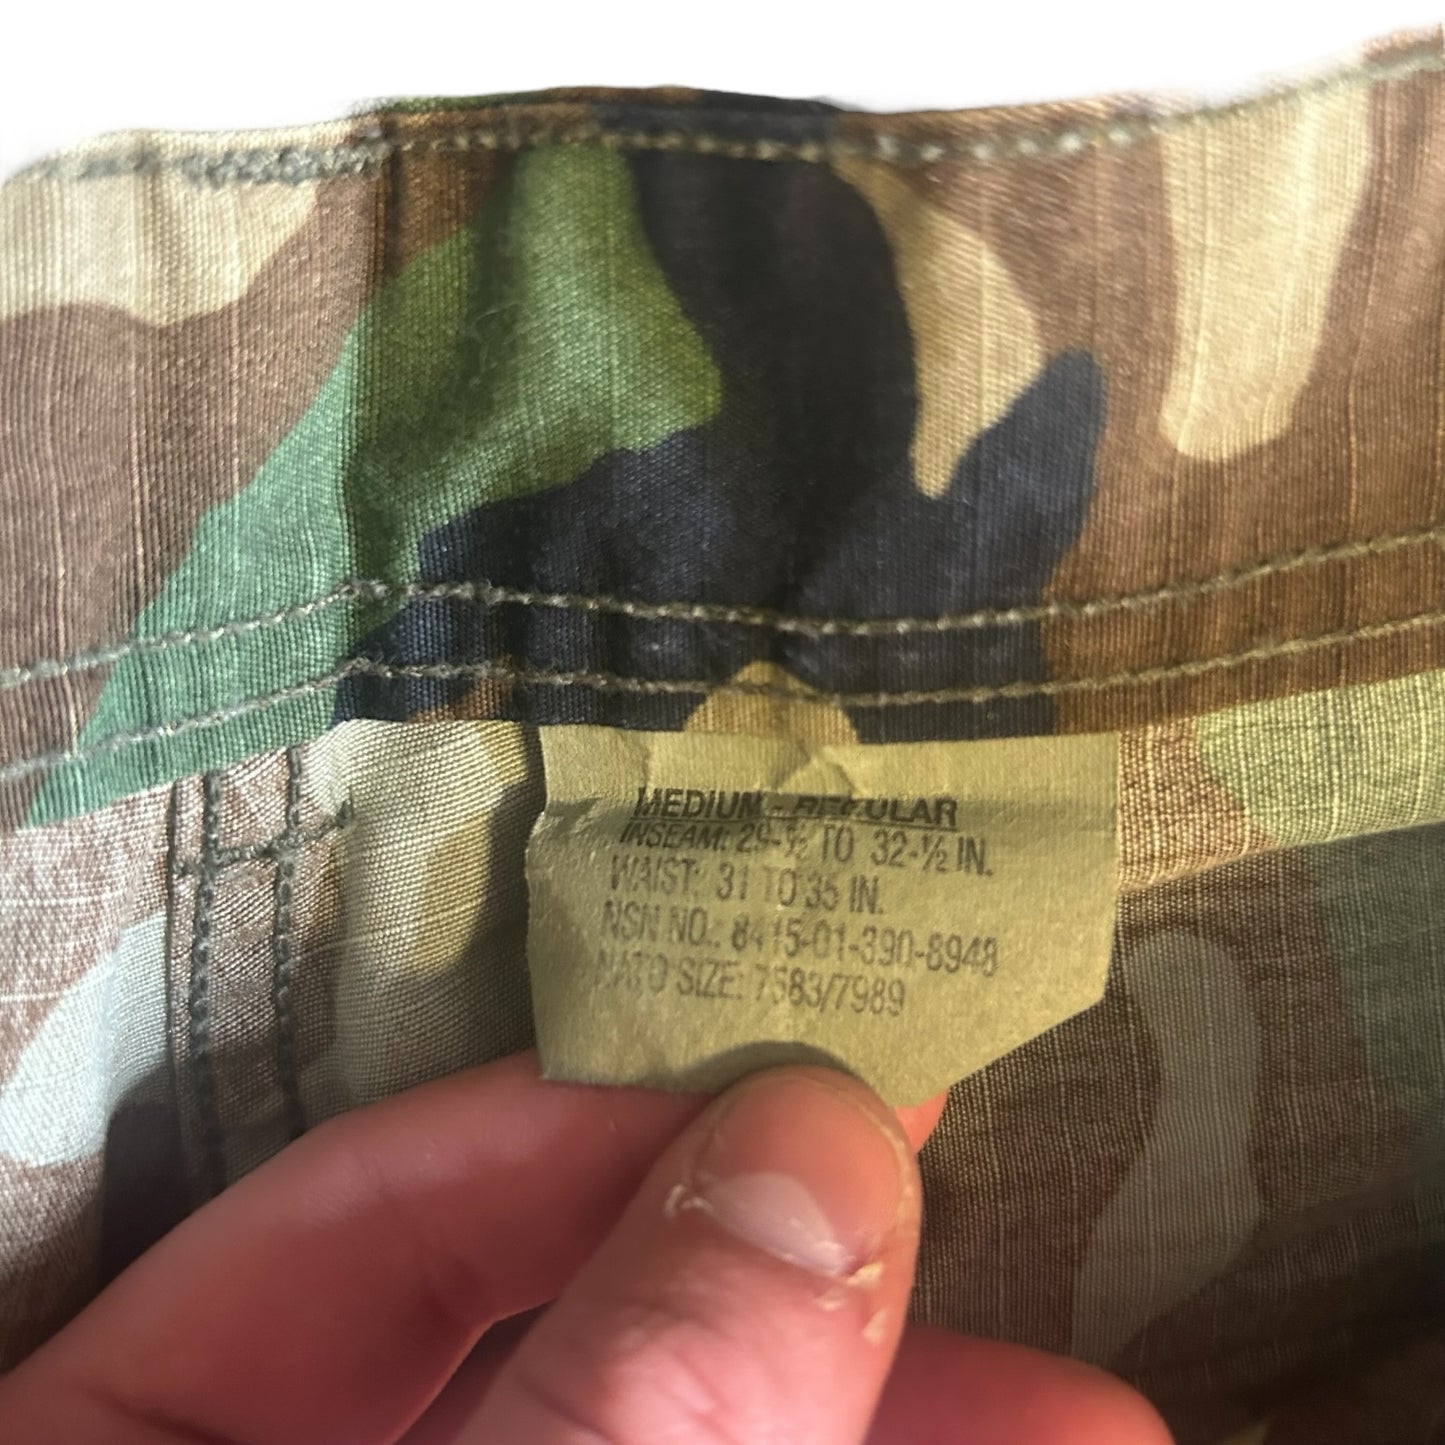 MEDIUM - REGULAR
INSEAM: 29-½ TO 32-½ IN.
WAIST: 31 TO 35 IN.
NSN NO.: 8415-01-390-8948
NATO SIZE: 7583/7989